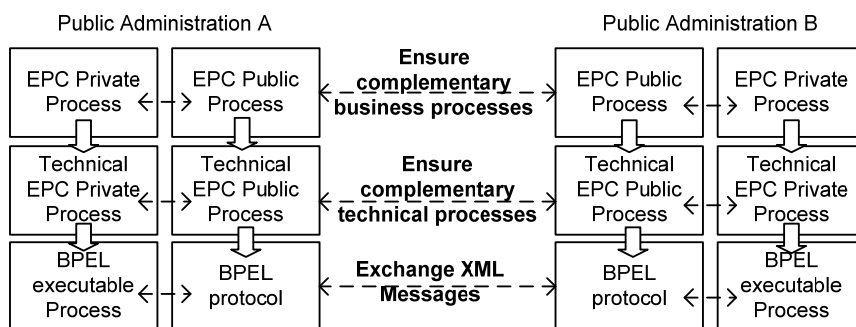 Public Administration A
Public Administration B
EPC Private
Process
EPC Public
Process
Ensure
complementary
business processes
EPC Public
Process
EPC Private
Process
Technical
EPC Private
Process
Technical
EPC Public
Process
Ensure
complementary
technical processes
Technical
EPC Public
Process
Technical
EPC Private
Process
BPEL
executable
Process
BPEL
protocol
Exchange XML
Messages
BPEL
protocol
BPEL
executable
Process